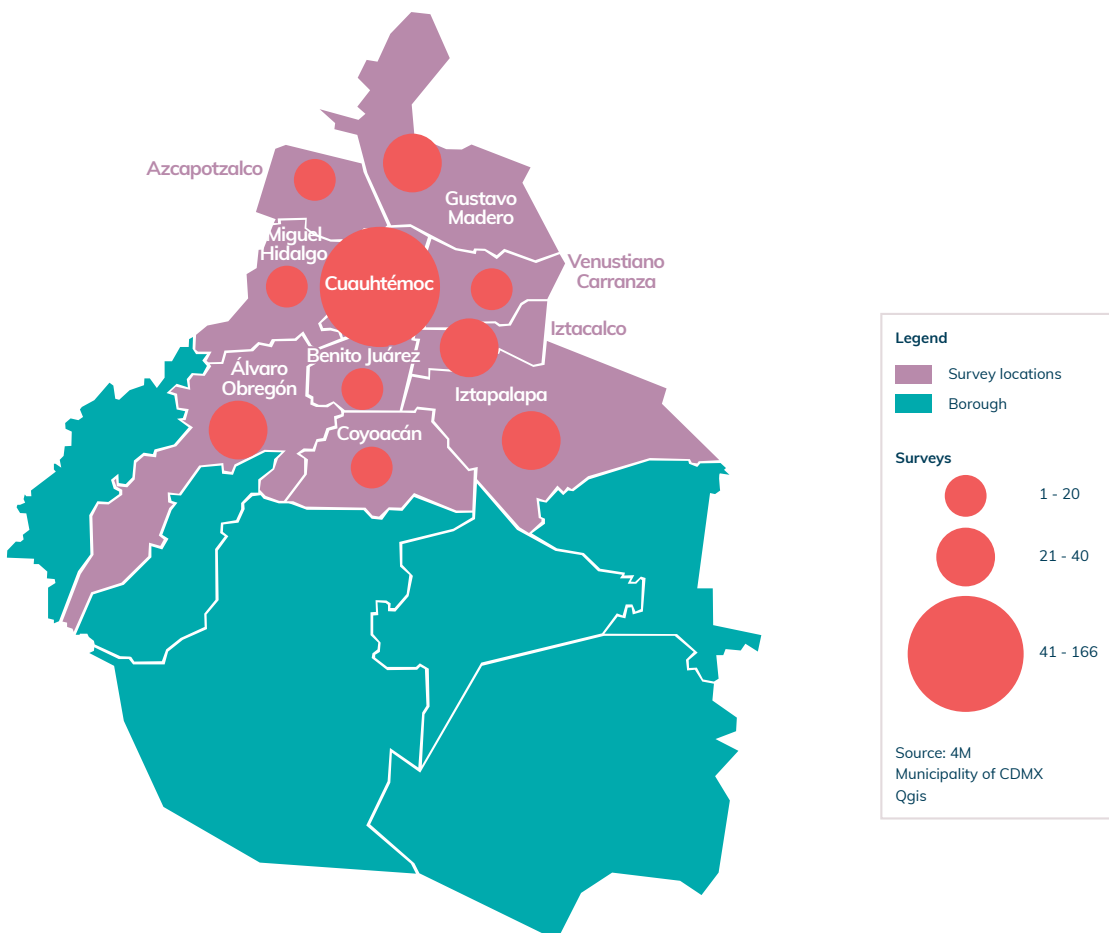 Azcapotzalco
Gustavo
Madero
Miguel
Hidalgo
Venustiano
Carranza
Cuauhtémoc
Iztacalco
Benito Juárez
Álvaro
Obregón
Iztapalapa
Coyoacán
Legend
Survey locations
Borough
Surveys
1 - 20
21 - 40
41 - 166
Source: 4M
Municipality of CDMX
Qgis